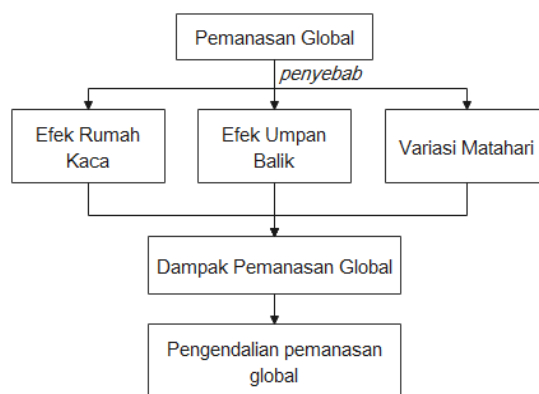 Pemanasan Global
penyebab
Efek Rumah
Kaca
Efek Umpan
Balik
Variasi Matahari
Dampak Pemanasan Global
Pengendalian pemanasan
global